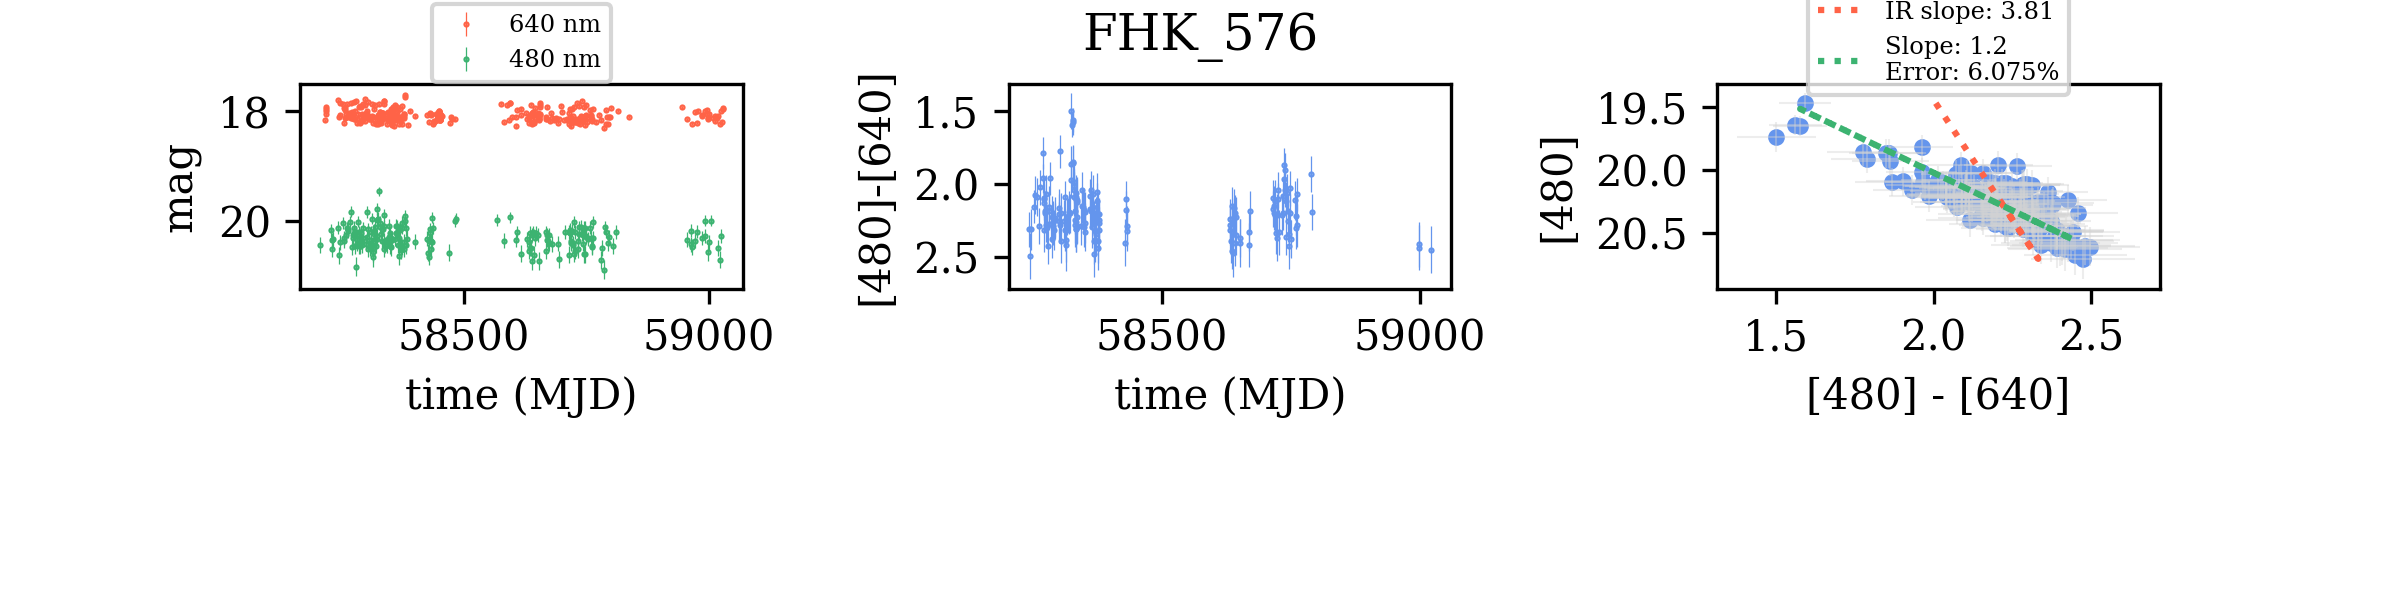 FHK_576
640 nm
480 nm
mag
18
20
58500
59000
time (MJD)
[480]-[640]
1.5
2.0
2.5
58500
59000
time (MJD)
IR slope: 3.81
Slope: 1.2
Error: 6.075%
[480]
19.5
20.0
20.5
1.5
2.0
2.5
[480] - [640]